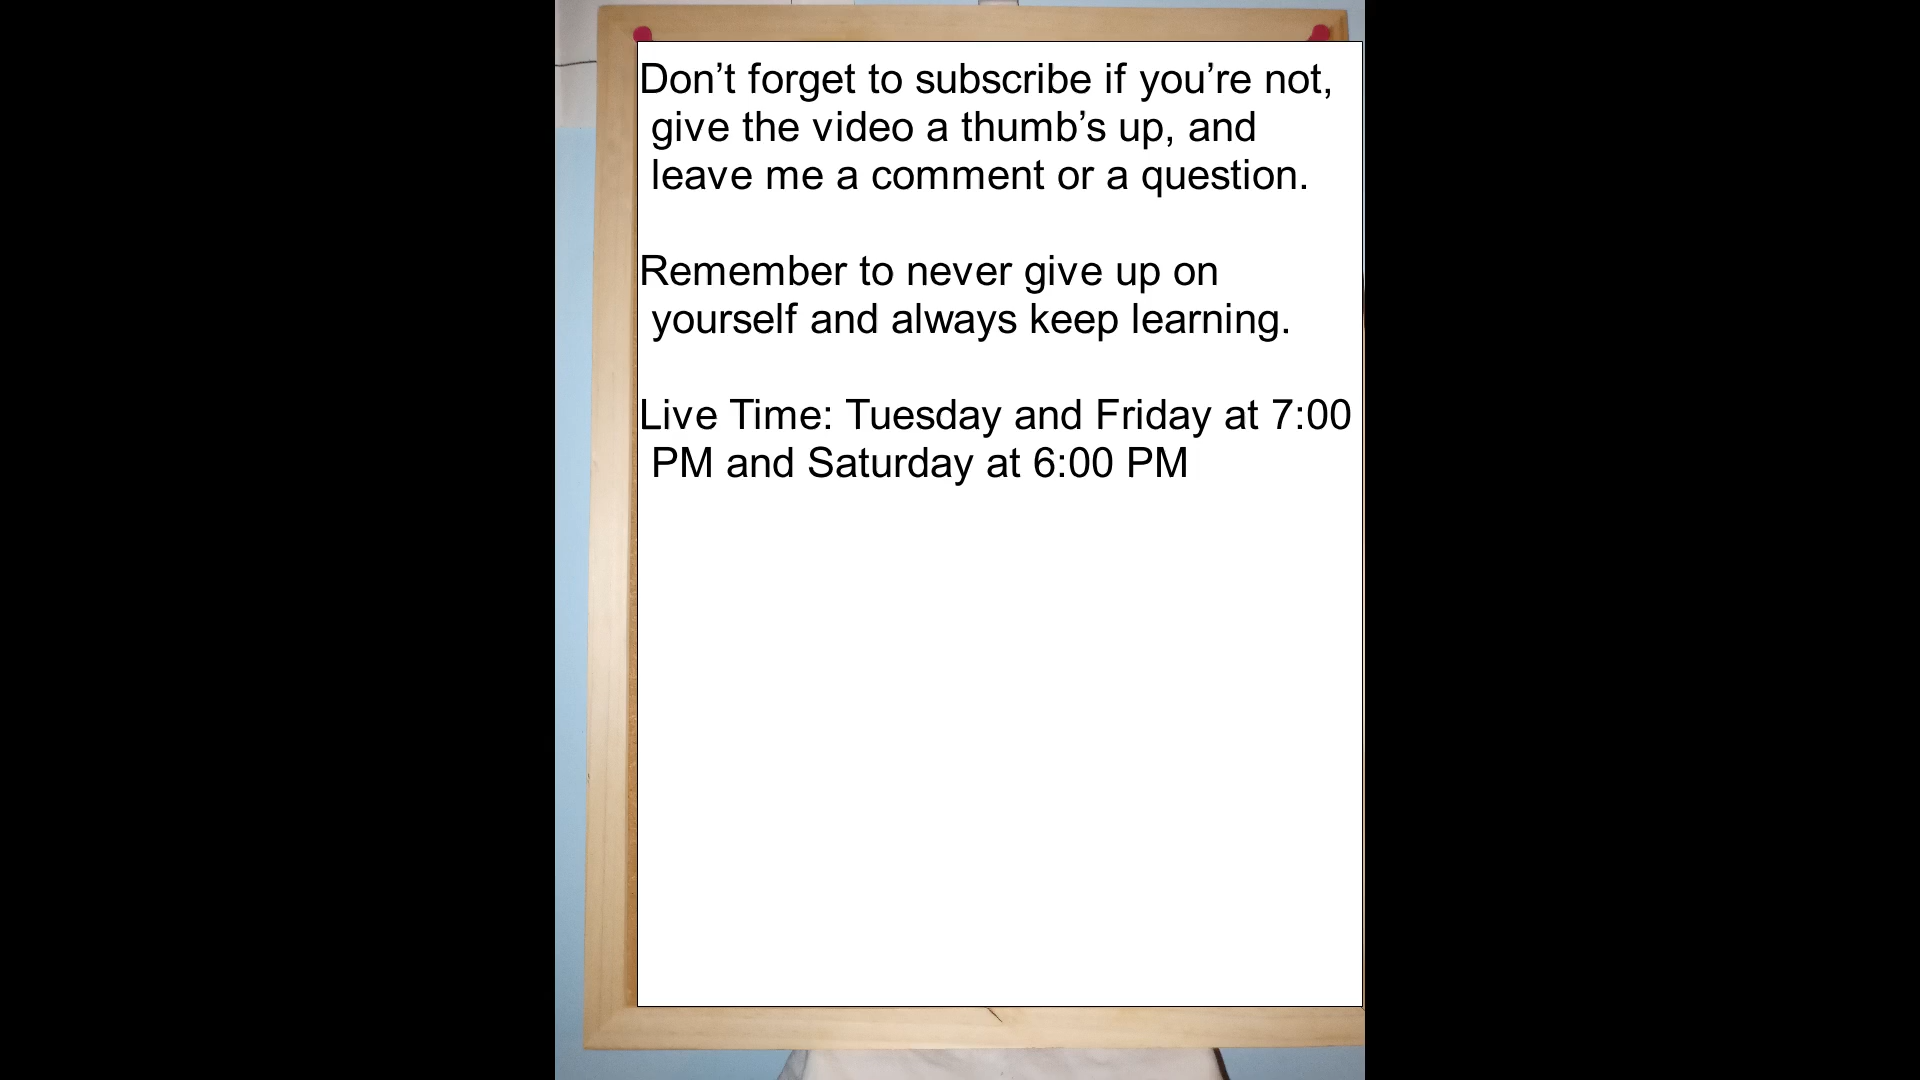 Don’t forget to subscribe if you’re not,
give the video a thumb’s up, and
leave me a comment or a question.
Remember to never give up on
yourself and always keep learning.
Live Time: Tuesday and Friday at 7:00
PM and Saturday at 6:00 PM